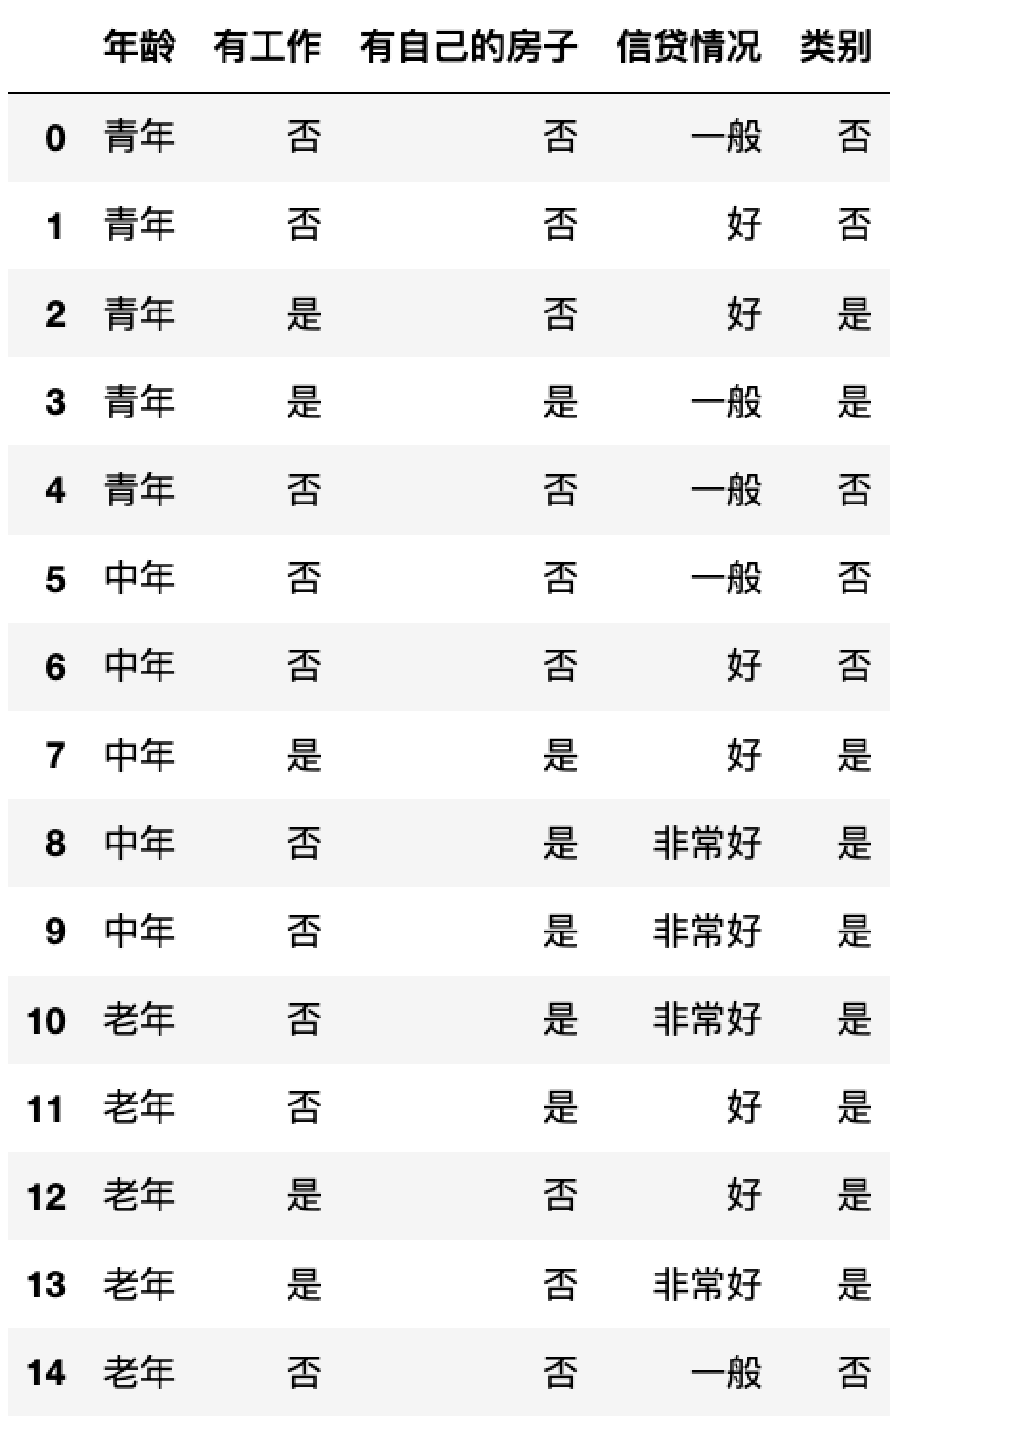 年龄 有工作 有自己的房子 信贷情况 类别
0 青年 否 否 一般 否
1 青年 否 否 好 否
2 青年 是 否 好 是
3 青年 是 是 一般 是
4 青年 否 否 一般 否
5 中年 否 否 一般 否
6 中年 否 否 好 否
7 中年 是 是 好 是
8 中年 否 是 非常好 是
9 中年 否 是 非常好 是
10 老年 否 是 非常好 是
11 老年 否 是 好 是
12 老年 是 否 好 是
13 老年 是 否 非常好 是
14 老年 否 否 一般 否